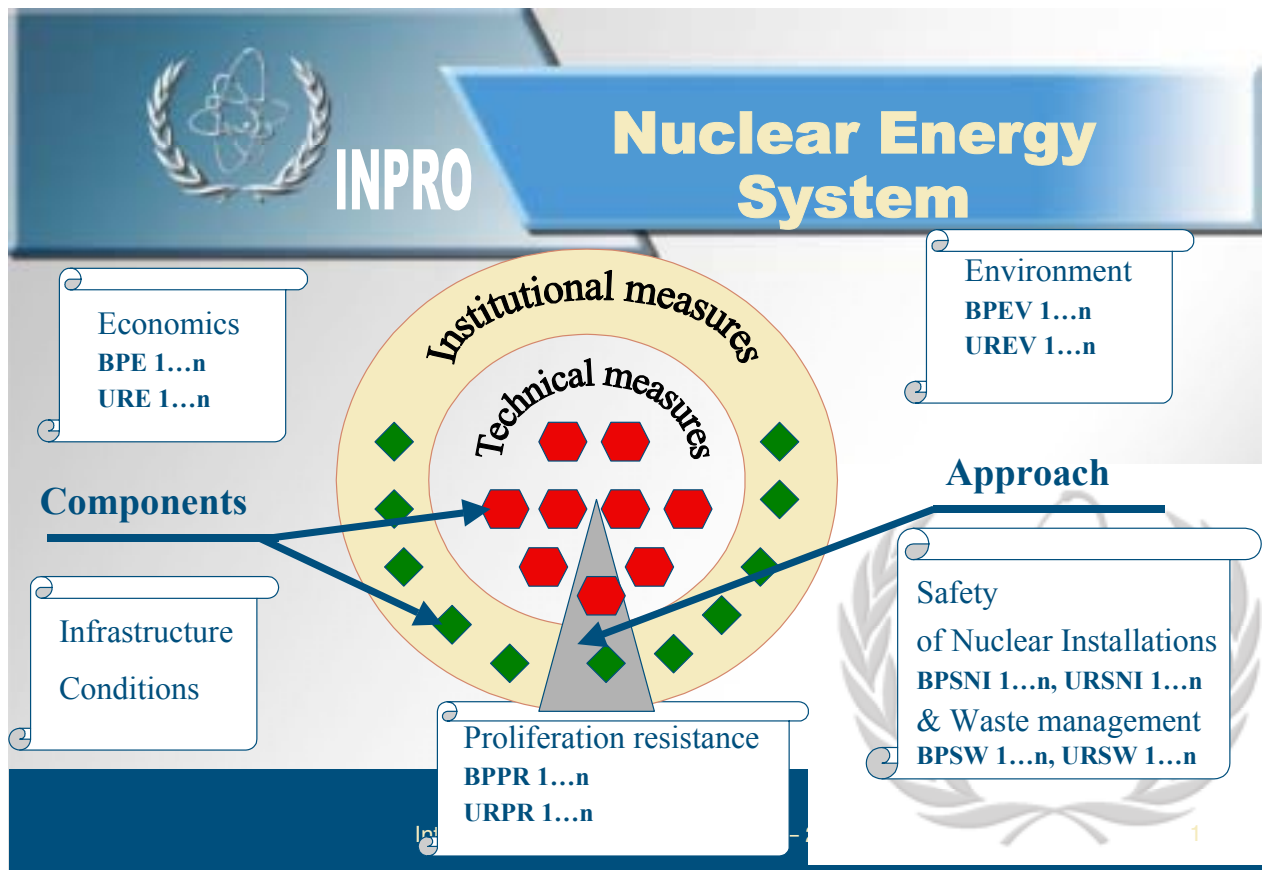 INPRO
Nuclear Energy
System
Economics
BPE 1…n
URE 1…n
Institutional measures
Technical measures
Environment
BPEV 1…n
UREV 1…n
Components
Approach
Infrastructure
Conditions
Safety
of Nuclear Installations
BPSNI 1…n, URSNI 1…n
& Waste management
BPSW 1…n, URSW 1…n
Proliferation resistance
BPPR 1…n
URPR 1…n
1